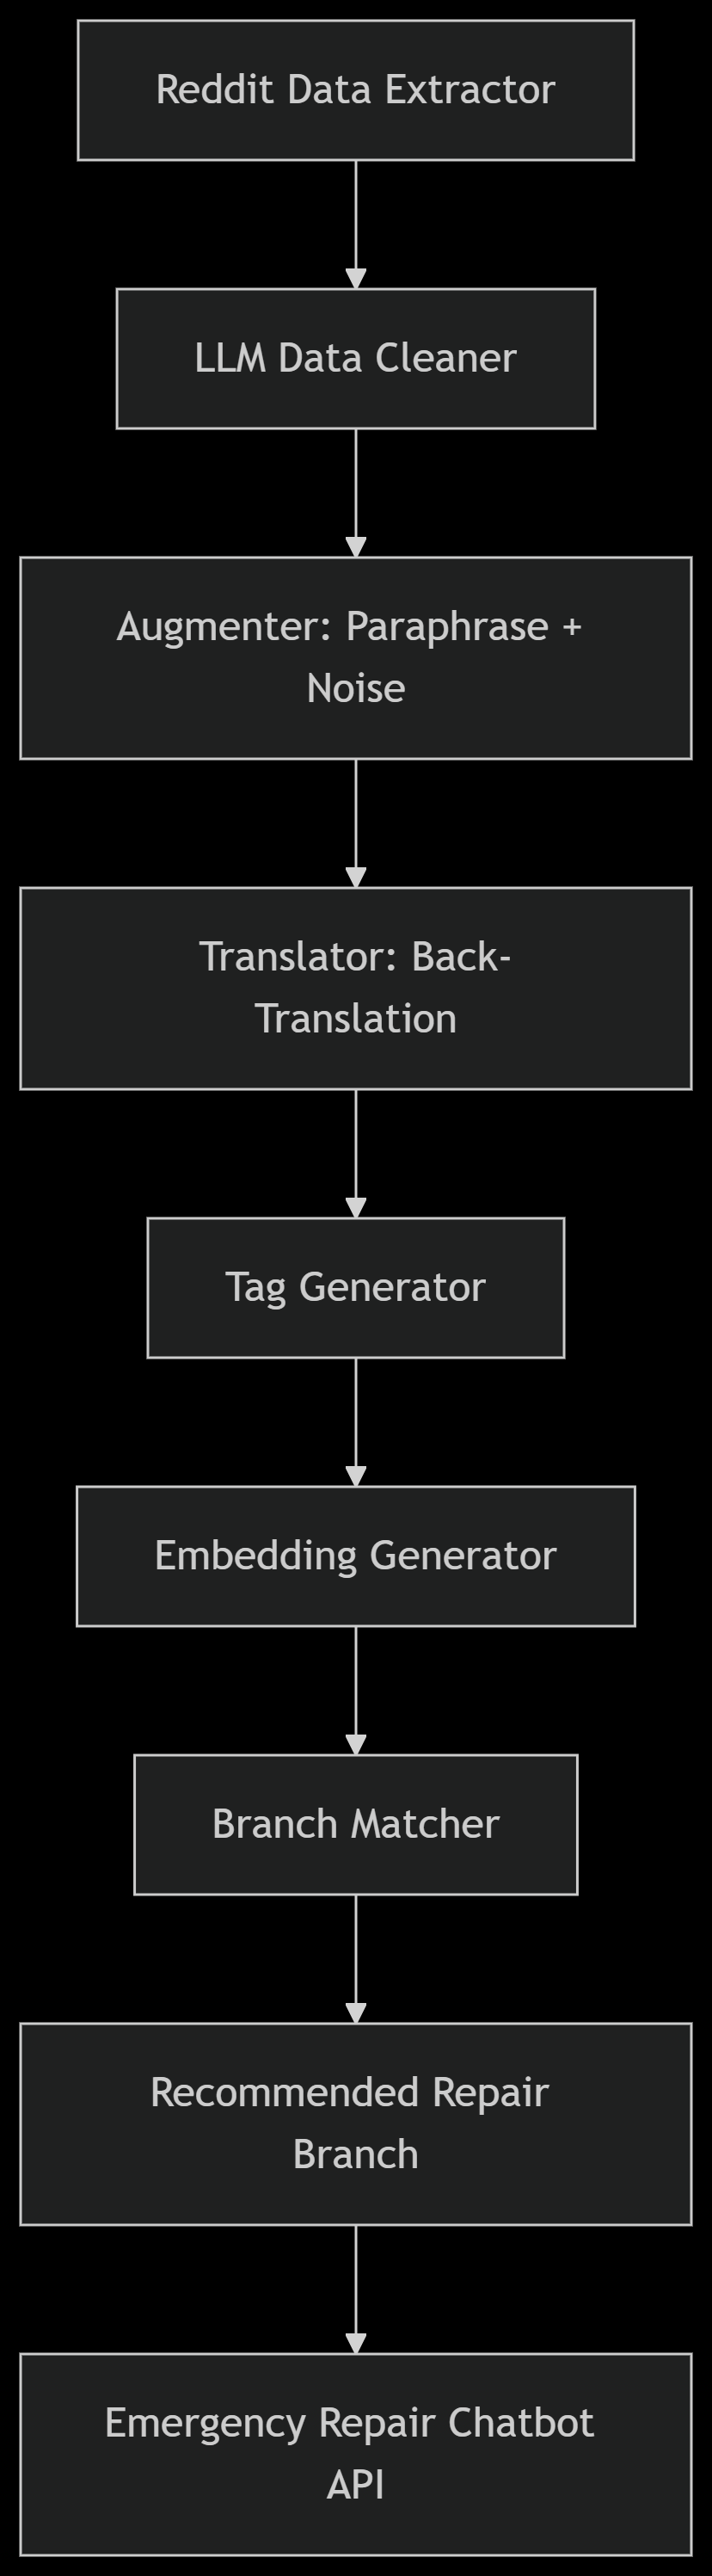 Reddit Data Extractor
LLM Data Cleaner
Augmenter: Paraphrase +
Noise
Translator: Back-
Translation
Tag Generator
Embedding Generator
Branch Matcher
Recommended Repair
Branch
Emergency Repair Chatbot
API